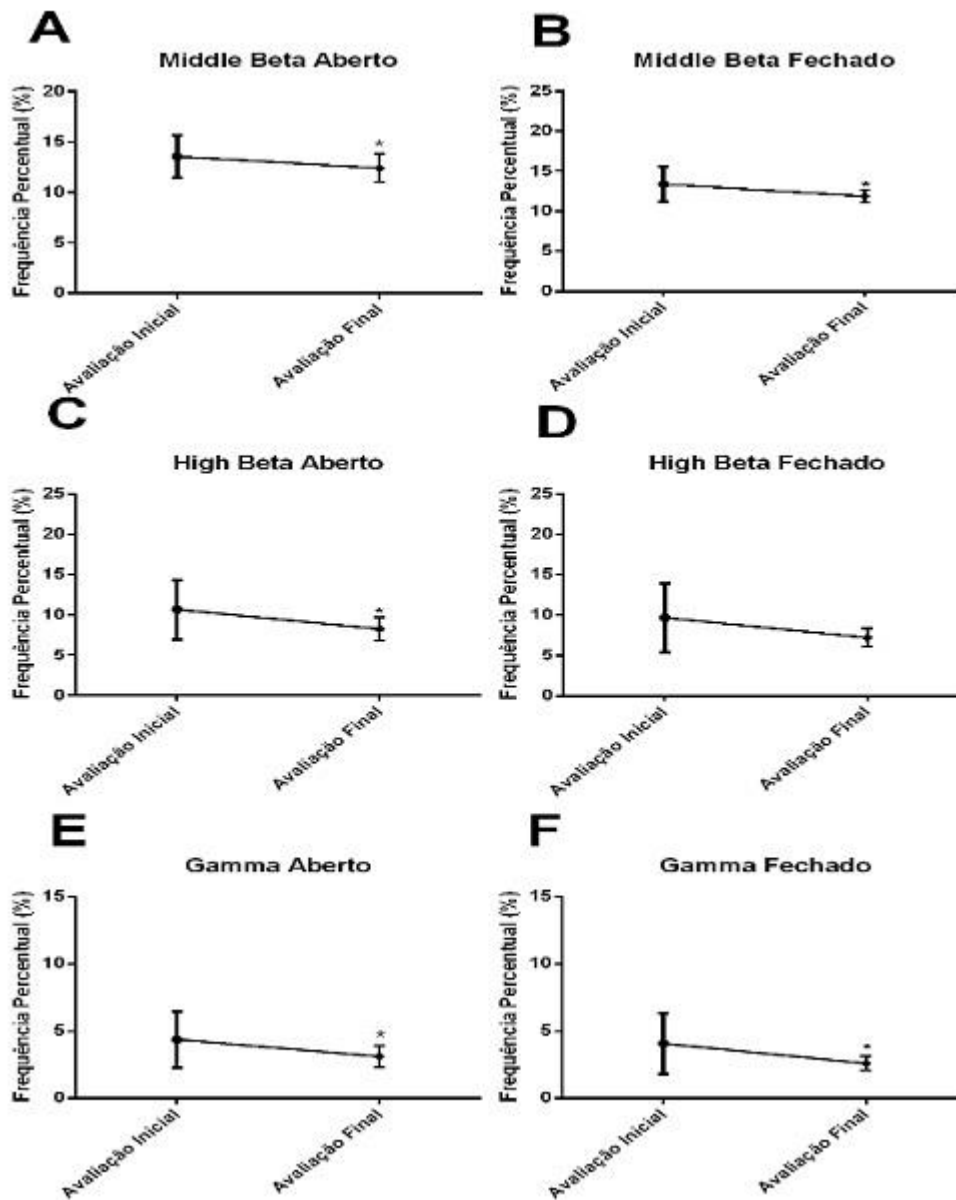 A
Middle Beta Aberto
Frequência Percentual (%)
20
15
10
5
0
*
Avaliação Inicial
Avaliação Final
B
Middle Beta Fechado
Frequência Percentual (%)
25
20
15
10
5
0
*
Avaliação Inicial
Avaliação Final
C
High Beta Aberto
Frequência Percentual (%)
25
20
15
10
5
0
*
Avaliação Inicial
Avaliação Final
D
High Beta Fechado
Frequência Percentual (%)
25
20
15
10
5
0
Avaliação Inicial
Avaliação Final
E
Gamma Aberto
Frequência Percentual (%)
15
10
5
0
*
Avaliação Inicial
Avaliação Final
F
Gamma Fechado
Frequência Percentual (%)
15
10
5
0
*
Avaliação Inicial
Avaliação Final